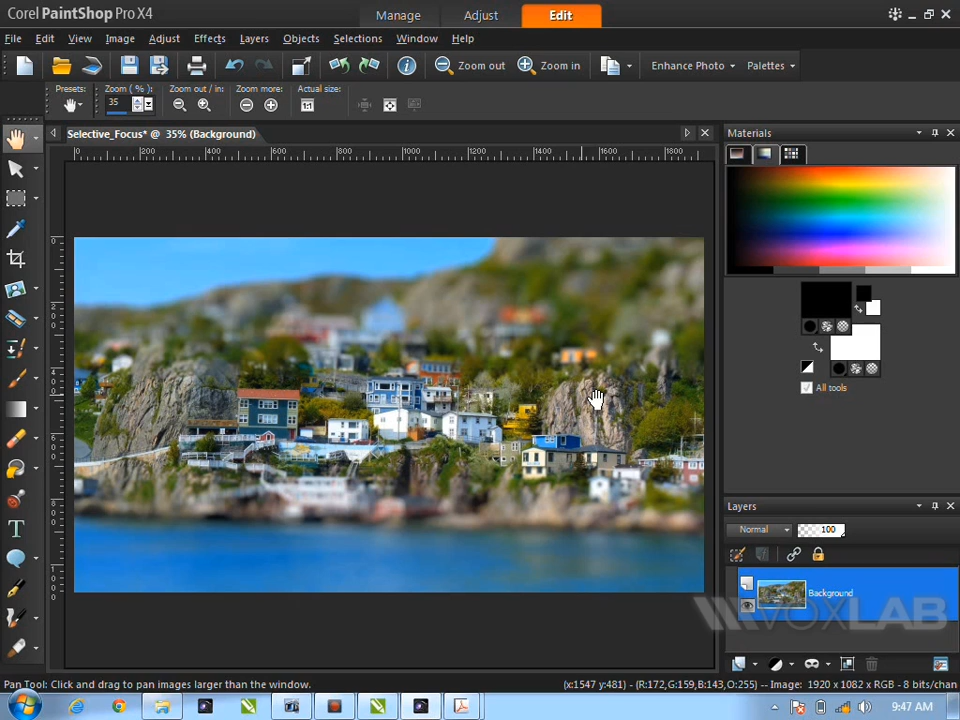 Corel PaintShop Pro X4
Manage
Adjust
Edit
File Edit View Image Adjust Effects Layers Objects Selections Window Help
Zoom out
Zoom in
Enhance Photo
Palettes
Presets:
Zoom ( % ):
Zoom out / in:
Zoom more:
Actual size:
35
1:1
Selective_Focus* @ 35% (Background)
Materials
0 200 400 600 800 1000 1200 1400 1600 1800
All tools
Layers
Normal
100
Background
VOXLAB
Pan Tool: Click and drag to pan images larger than the window.
(x:1547 y:481) - (R:172,G:159,B:143,O:255) -- Image: 1920 x 1082 x RGB - 8 bits/chan
9:47 AM